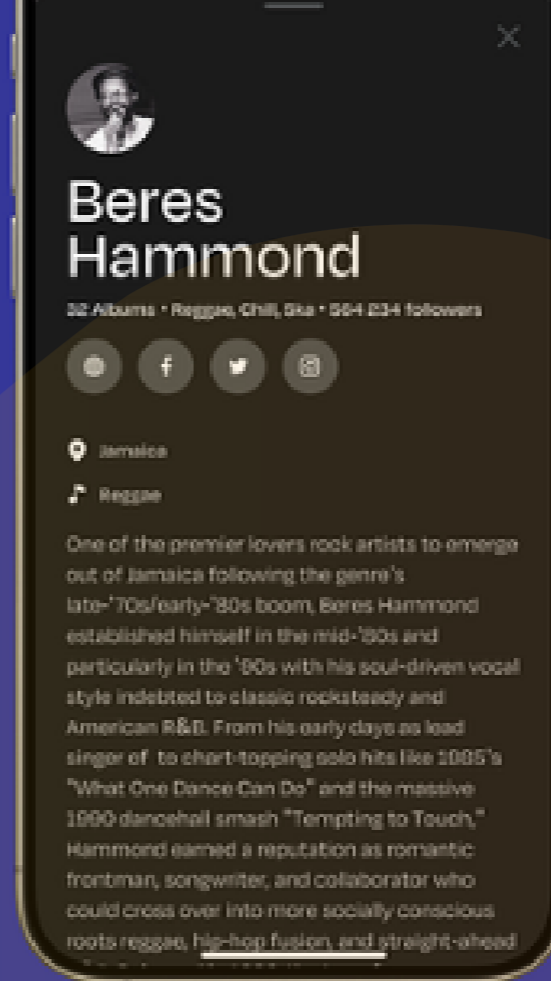 Beres
Hammond
32 Albums • Reggae, Chill, Ska • 564 234 followers
Jamaica
Reggae
One of the premier lovers rock artists to emerge
out of Jamaica following the genre's
late-'70s/early-'80s boom, Beres Hammond
established himself in the mid-'80s and
particularly in the '90s with his soul-driven vocal
style indebted to classic rocksteady and
American R&B. From his early days as lead
singer of to chart-topping solo hits like 1985's
"What One Dance Can Do" and the massive
1990 dancehall smash "Tempting to Touch,"
Hammond earned a reputation as romantic
frontman, songwriter, and collaborator who
could cross over into more socially conscious
roots reggae, hip-hop fusion, and straight-ahead